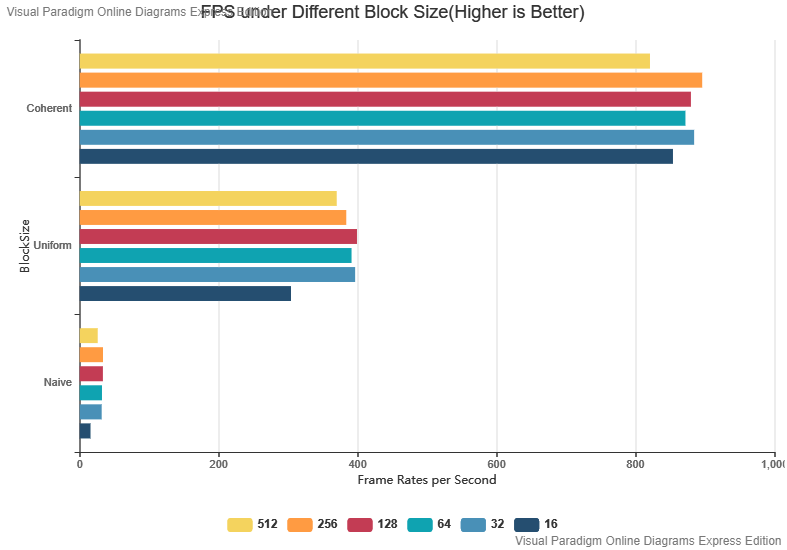 Visual Paradigm Online Diagrams Express Edition
FPS under Different Block Size(Higher is Better)
Coherent
Uniform
Naive
BlockSize
0 200 400 600 800 1,000
Frame Rates per Second
512 256 128 64 32 16
Visual Paradigm Online Diagrams Express Edition